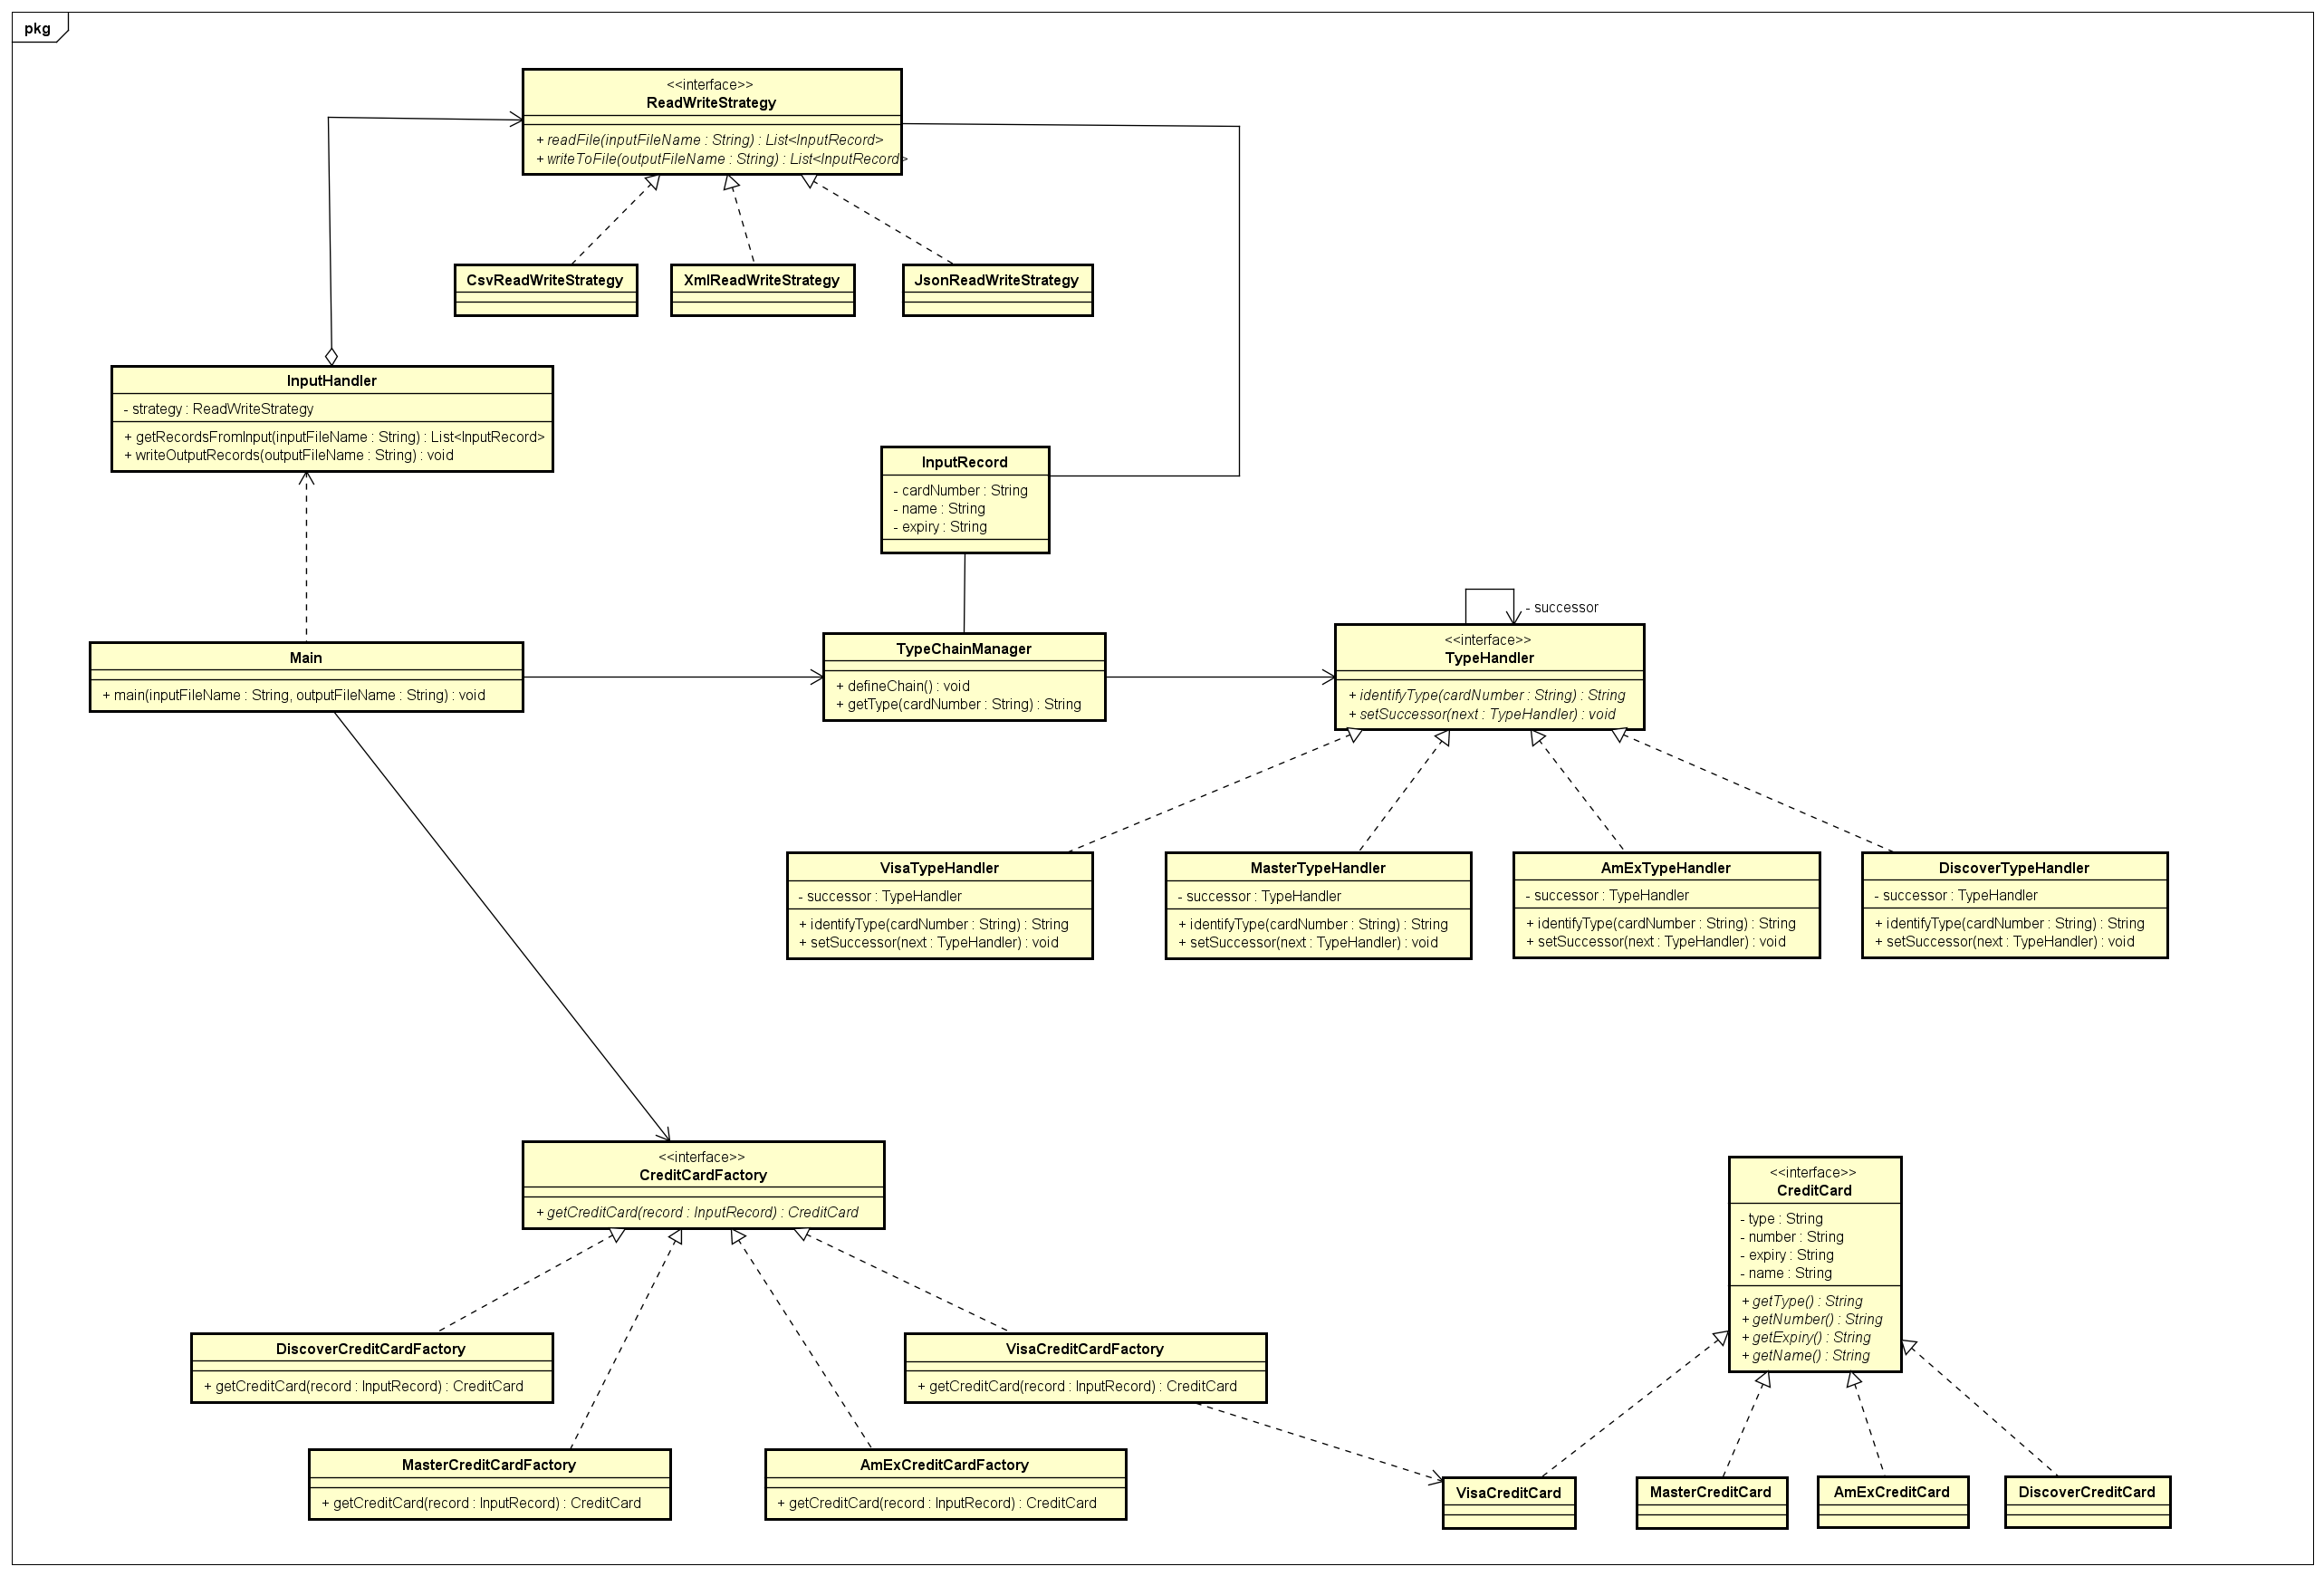 pkg
<<interface>>
ReadWriteStrategy
+ readFile(inputFileName : String) : List<InputRecord>
+ writeToFile(outputFileName : String) : List<InputRecord>
CsvReadWriteStrategy
XmlReadWriteStrategy
JsonReadWriteStrategy
InputHandler
- strategy : ReadWriteStrategy
+ getRecordsFromInput(inputFileName : String) : List<InputRecord>
+ writeOutputRecords(outputFileName : String) : void
InputRecord
- cardNumber : String
- name : String
- expiry : String
Main
+ main(inputFileName : String, outputFileName : String) : void
TypeChainManager
+ defineChain() : void
+ getType(cardNumber : String) : String
- successor
<<interface>>
TypeHandler
+ identifyType(cardNumber : String) : String
+ setSuccessor(next : TypeHandler) : void
VisaTypeHandler
- successor : TypeHandler
+ identifyType(cardNumber : String) : String
+ setSuccessor(next : TypeHandler) : void
MasterTypeHandler
- successor : TypeHandler
+ identifyType(cardNumber : String) : String
+ setSuccessor(next : TypeHandler) : void
AmExTypeHandler
- successor : TypeHandler
+ identifyType(cardNumber : String) : String
+ setSuccessor(next : TypeHandler) : void
DiscoverTypeHandler
- successor : TypeHandler
+ identifyType(cardNumber : String) : String
+ setSuccessor(next : TypeHandler) : void
<<interface>>
CreditCardFactory
+ getCreditCard(record : InputRecord) : CreditCard
<<interface>>
CreditCard
- type : String
- number : String
- expiry : String
- name : String
+ getType() : String
+ getNumber() : String
+ getExpiry() : String
+ getName() : String
DiscoverCreditCardFactory
+ getCreditCard(record : InputRecord) : CreditCard
VisaCreditCardFactory
+ getCreditCard(record : InputRecord) : CreditCard
MasterCreditCardFactory
+ getCreditCard(record : InputRecord) : CreditCard
AmExCreditCardFactory
+ getCreditCard(record : InputRecord) : CreditCard
VisaCreditCard
MasterCreditCard
AmExCreditCard
DiscoverCreditCard